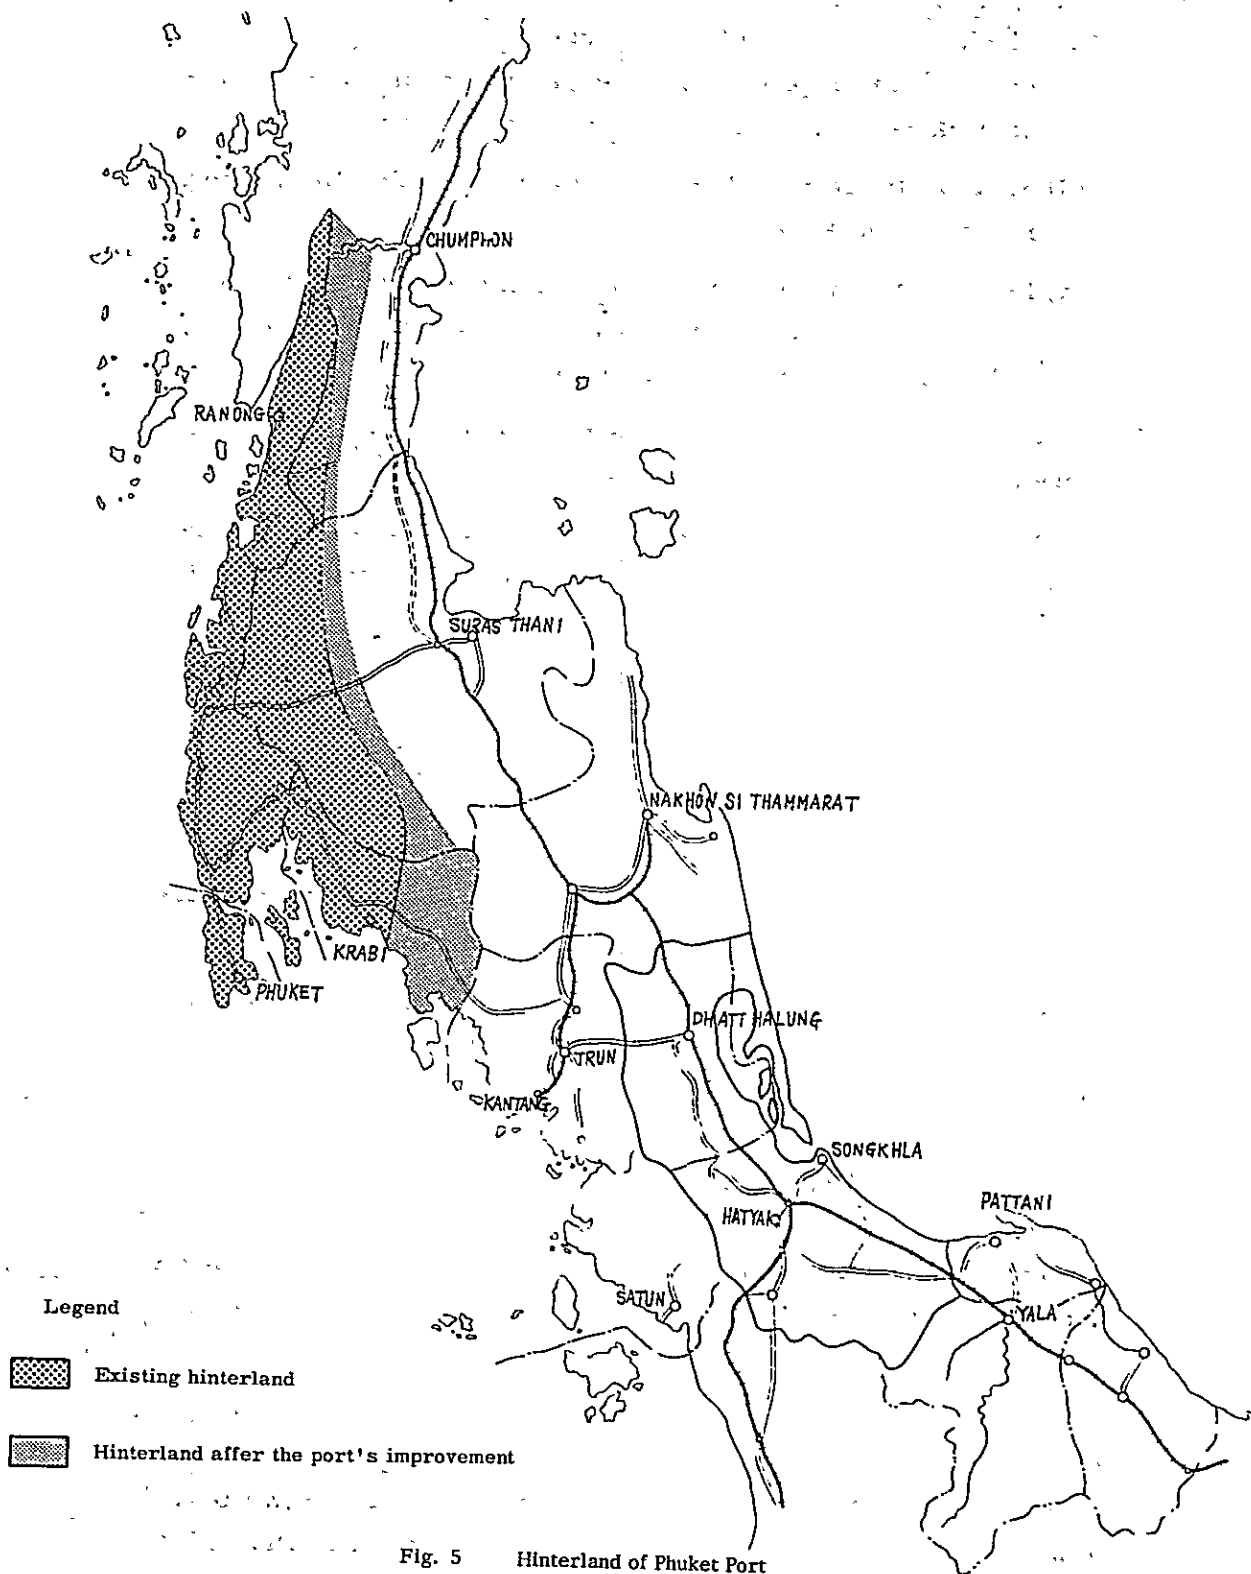 CHUMPHON
RANONG
SURAS THANI
NAKHON SI THAMMARAT
KRABI
PHUKET
DHATT HALUNG
TRUN
KANTANG
SONGKHLA
PATTANI
HATYAI
SATUN
YALA
Legend
Existing hinterland
Hinterland affer the port's improvement
Fig. 5 Hinterland of Phuket Port